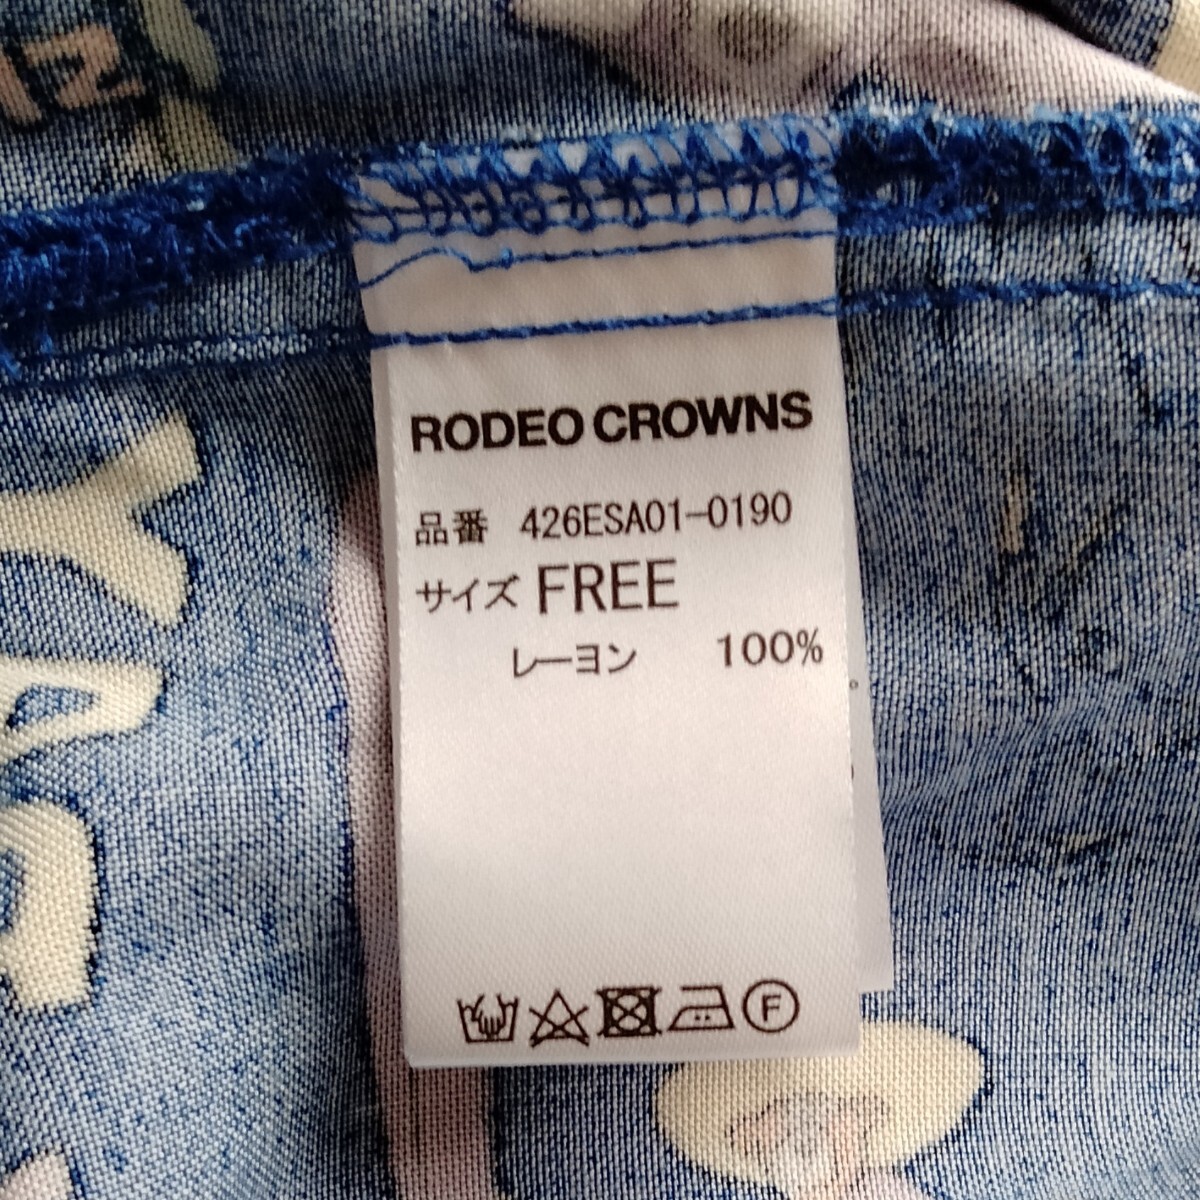 RODEO CROWNS
品番 426ESA01-0190
サイズ FREE
レーヨン 100%
F